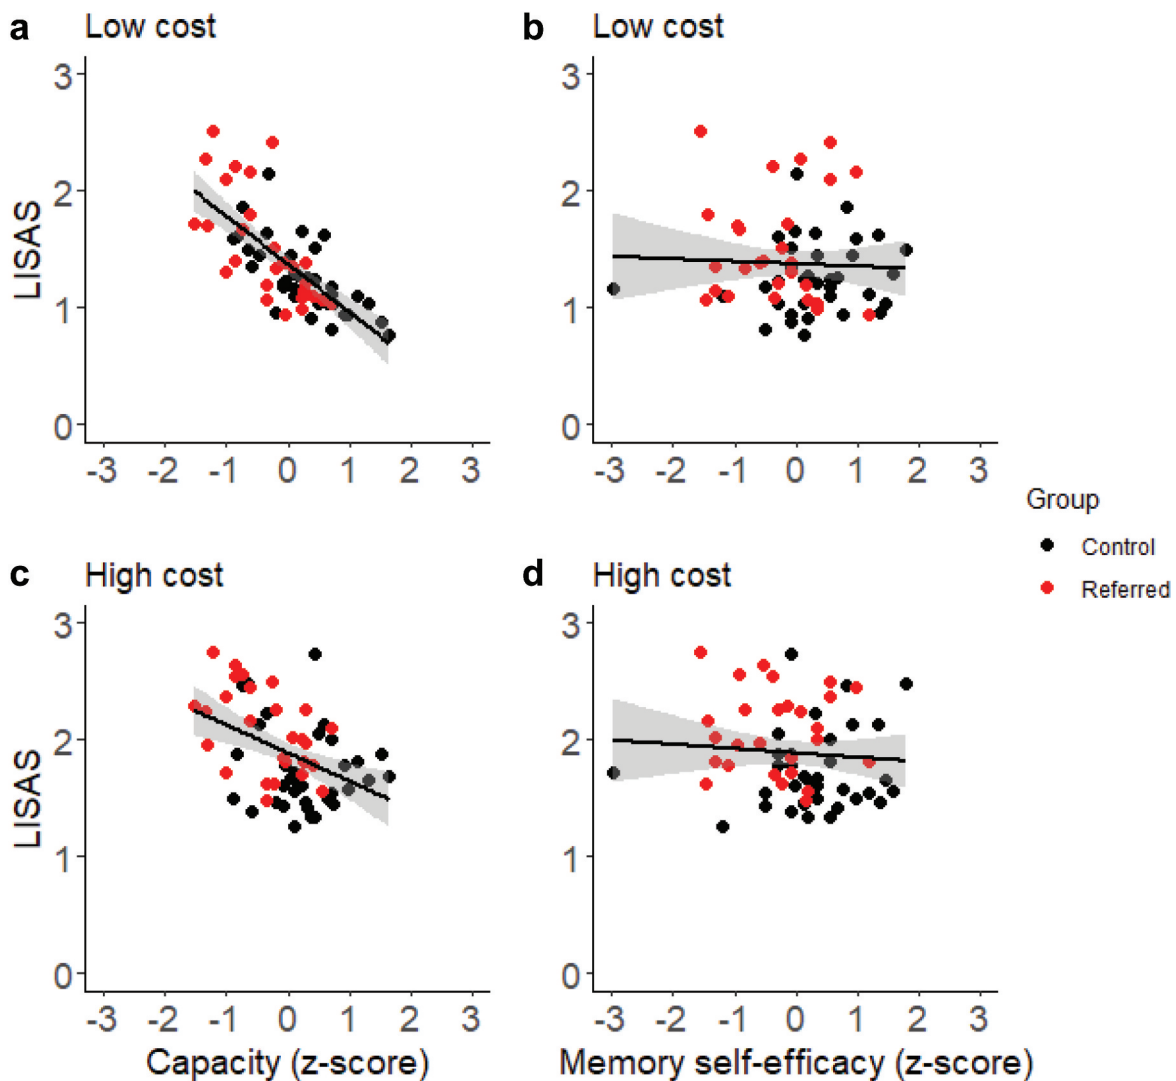 a Low cost
b Low cost
3
2
1
0
LISAS
-3 -2 -1 0 1 2 3
3
2
1
0
-3 -2 -1 0 1 2 3
Group
Control
Referred
c High cost
d High cost
3
2
1
0
LISAS
-3 -2 -1 0 1 2 3
Capacity (z-score)
3
2
1
0
-3 -2 -1 0 1 2 3
Memory self-efficacy (z-score)